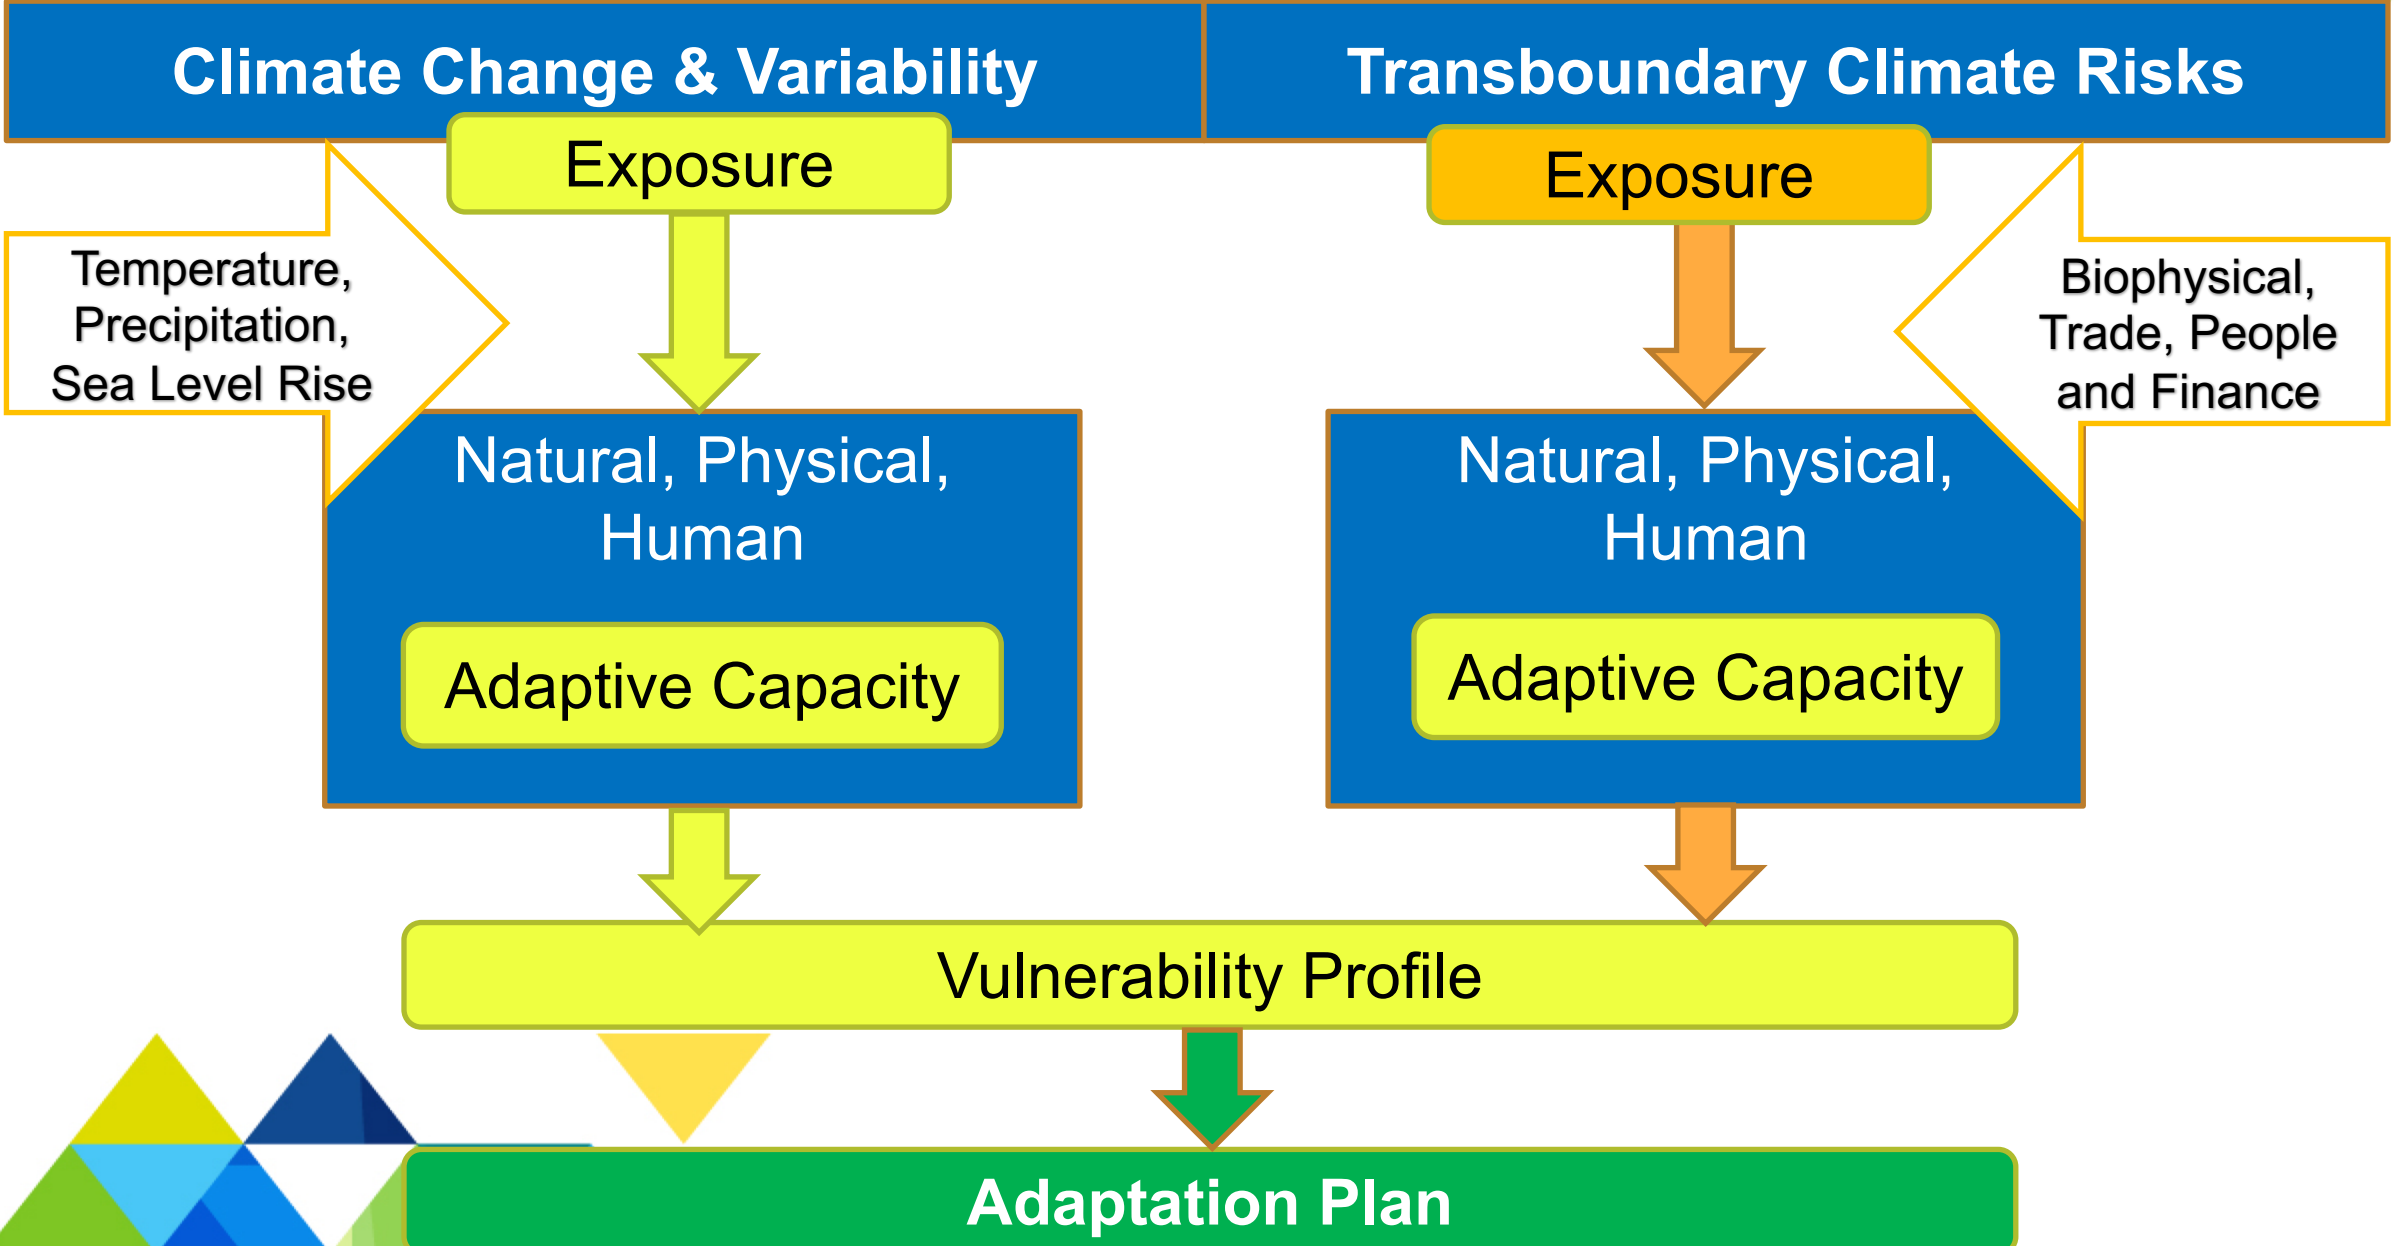 Climate Change & Variability
Transboundary Climate Risks
Exposure
Exposure
Temperature,
Precipitation,
Sea Level Rise
Biophysical,
Trade, People
and Finance
Natural, Physical,
Human
Adaptive Capacity
Natural, Physical,
Human
Adaptive Capacity
Vulnerability Profile
Adaptation Plan